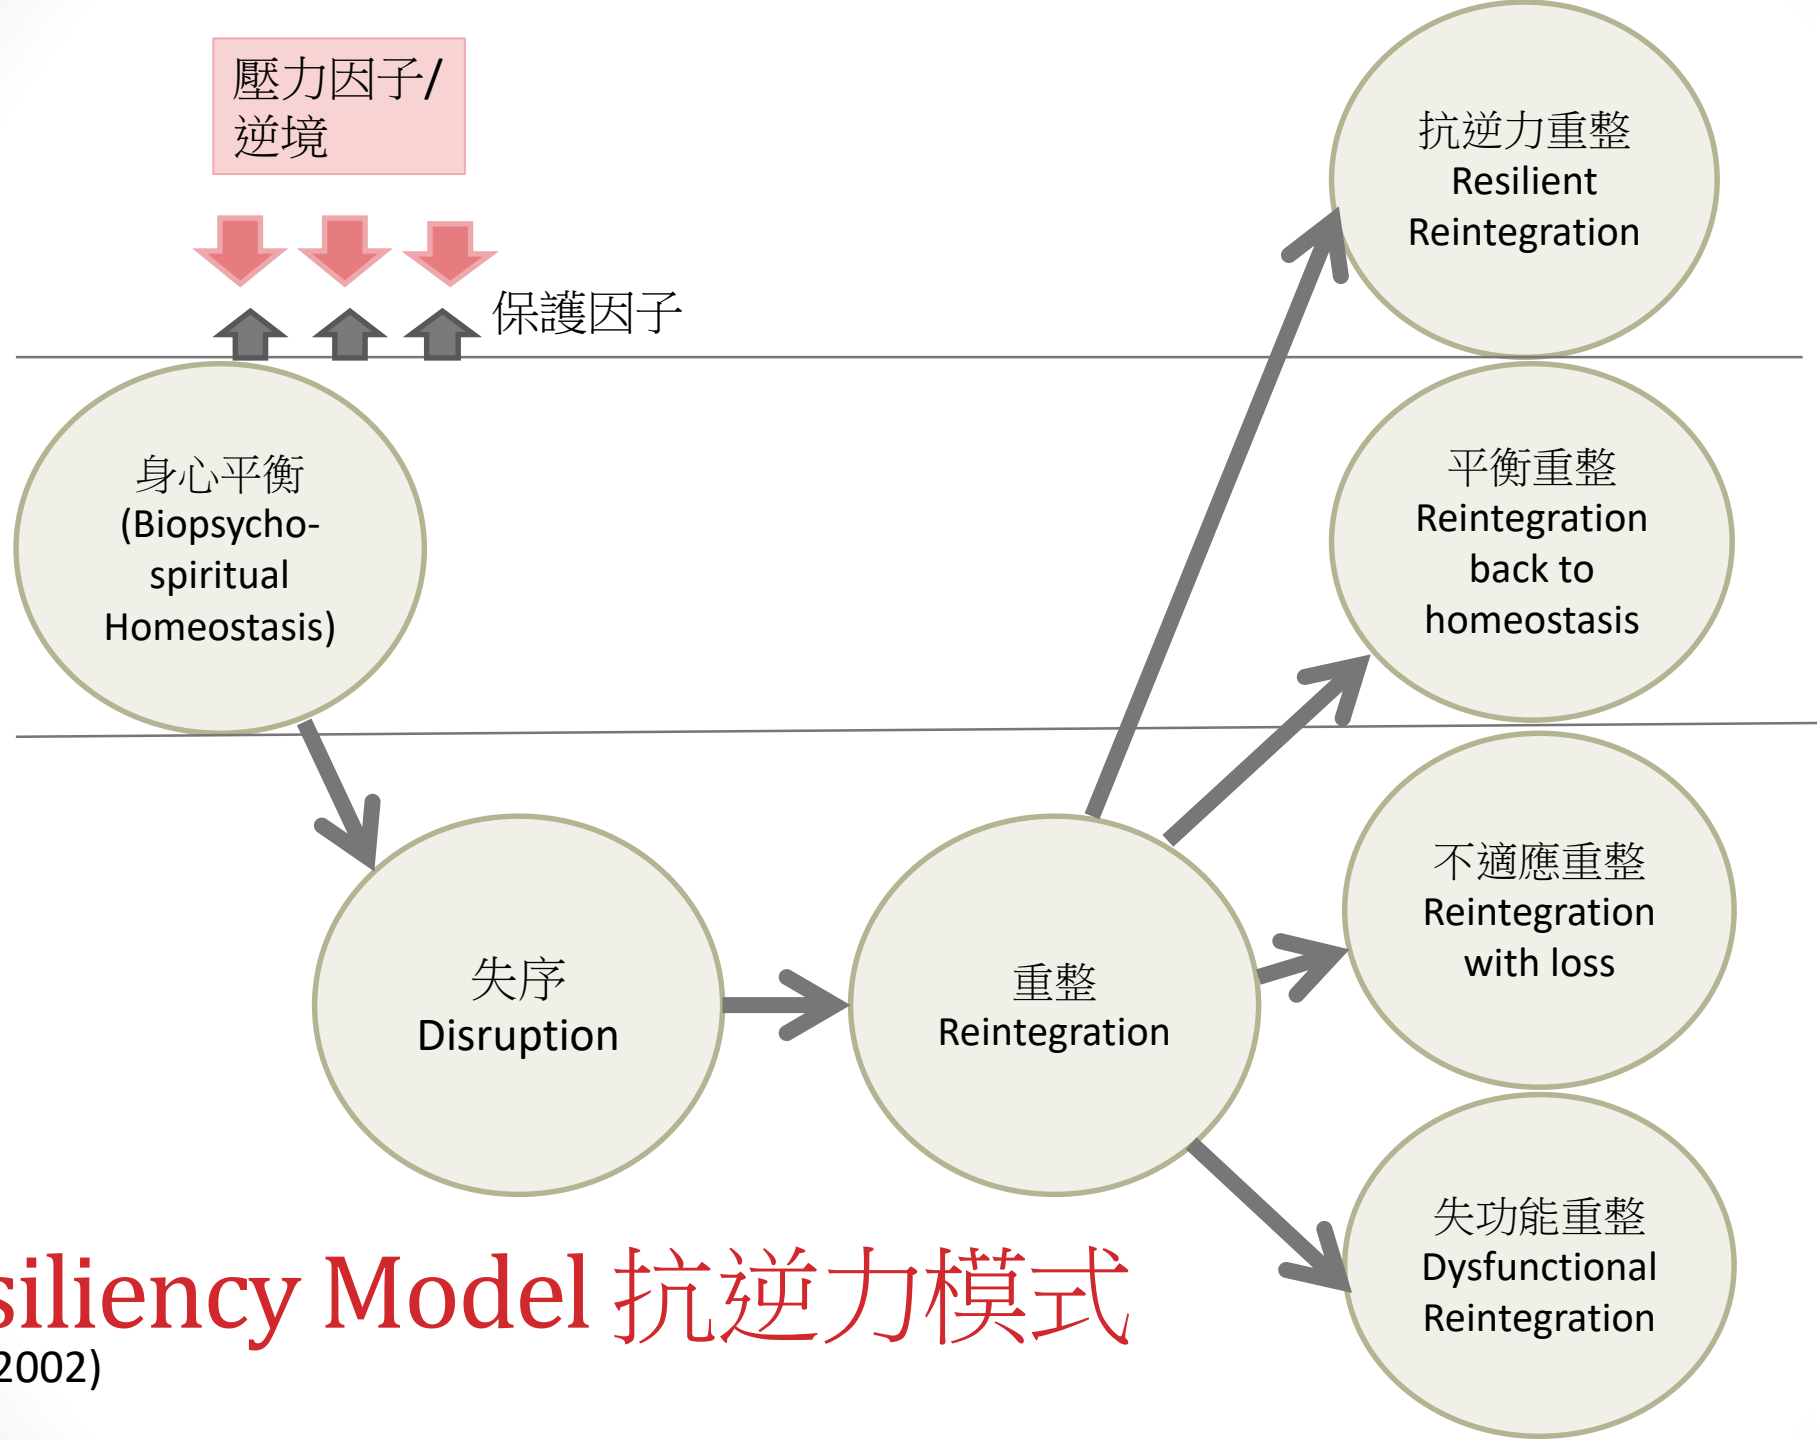 壓力因子/
逆境
保護因子
身心平衡
(Biopsycho-
spiritual
Homeostasis)
失序
Disruption
重整
Reintegration
抗逆力重整
Resilient
Reintegration
平衡重整
Reintegration
back to
homeostasis
不適應重整
Reintegration
with loss
失功能重整
Dysfunctional
Reintegration
siliency Model 抗逆力模式
2002)